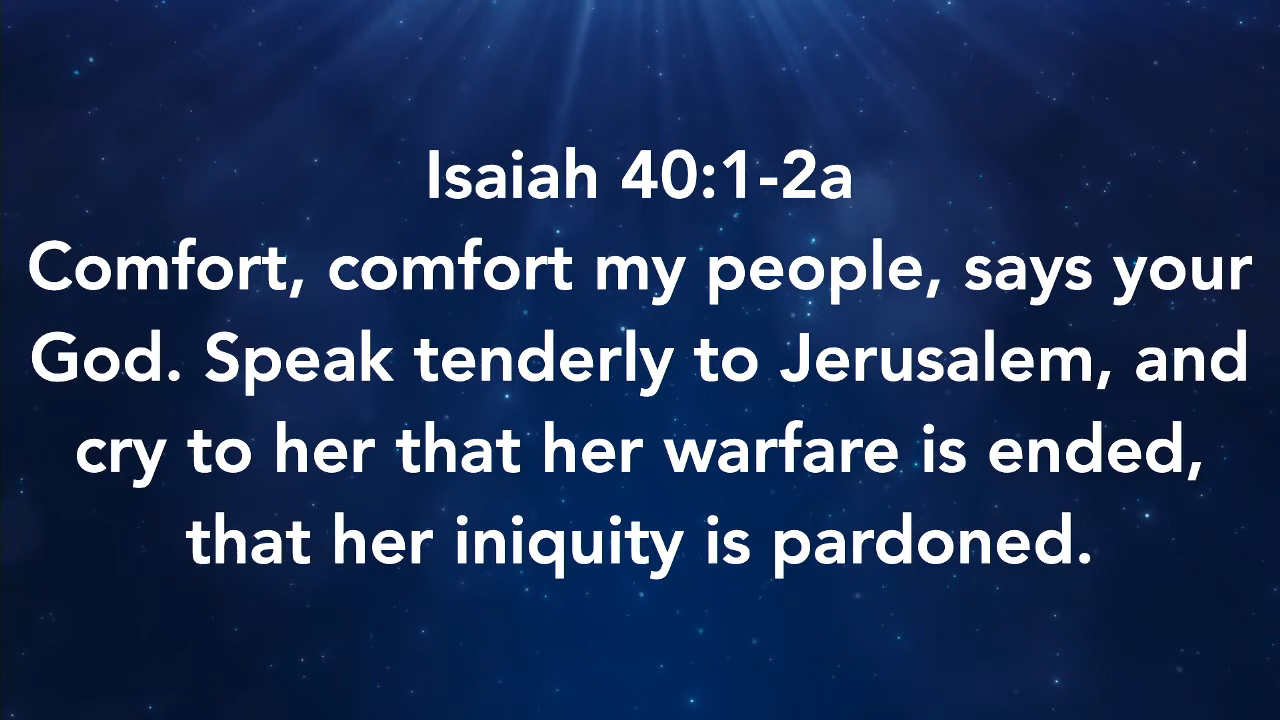 Isaiah 40:1-2a
Comfort, comfort my people, says your
God. Speak tenderly to Jerusalem, and
cry to her that her warfare is ended,
that her iniquity is pardoned.